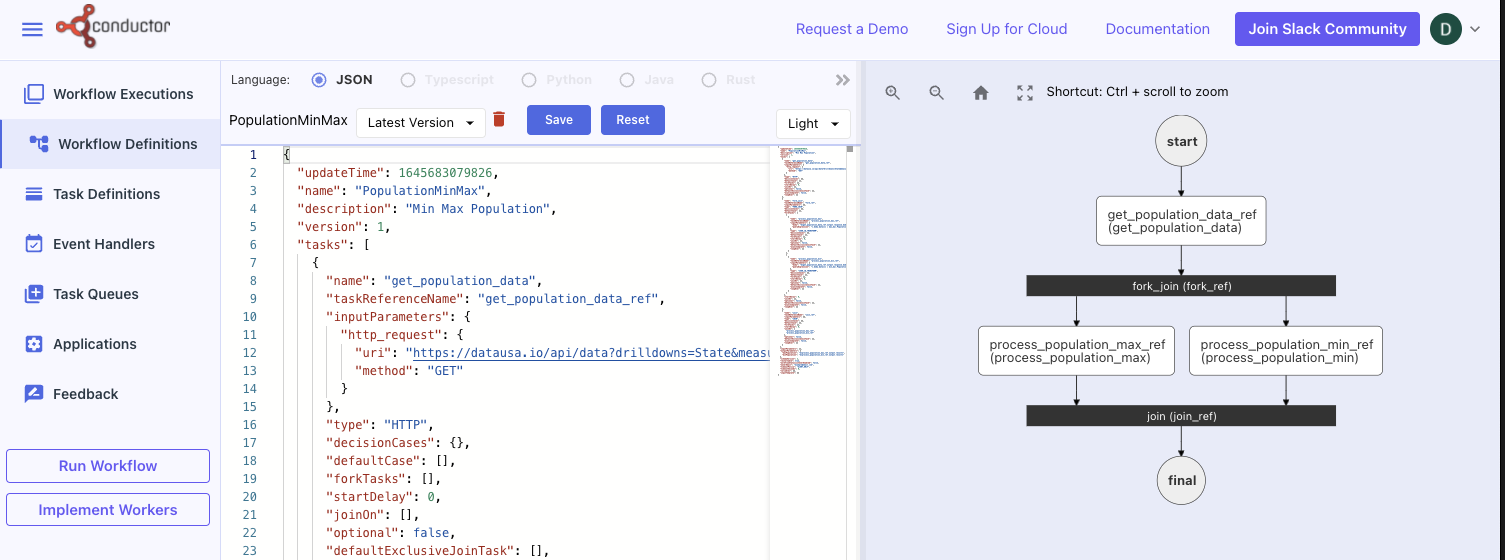 conductor
Request a Demo
Sign Up for Cloud
Documentation
Join Slack Community
D
Workflow Executions
Workflow Definitions
Task Definitions
Event Handlers
Task Queues
Applications
Feedback
Run Workflow
Implement Workers
Language: JSON Typescript Python Java Rust
PopulationMinMax Latest Version Save Reset Light
1 {
2 "updateTime": 1645683079826,
3 "name": "PopulationMinMax",
4 "description": "Min Max Population",
5 "version": 1,
6 "tasks": [
7 {
8 "name": "get_population_data",
9 "taskReferenceName": "get_population_data_ref",
10 "inputParameters": {
11 "http_request": {
12 "uri": "https://datausa.io/api/data?drilldowns=State&measu
13 "method": "GET"
14 }
15 },
16 "type": "HTTP",
17 "decisionCases": {},
18 "defaultCase": [],
19 "forkTasks": [],
20 "startDelay": 0,
21 "joinOn": [],
22 "optional": false,
23 "defaultExclusiveJoinTask": [],
Shortcut: Ctrl + scroll to zoom
start
get_population_data_ref
(get_population_data)
fork_join (fork_ref)
process_population_max_ref
(process_population_max)
process_population_min_ref
(process_population_min)
join (join_ref)
final